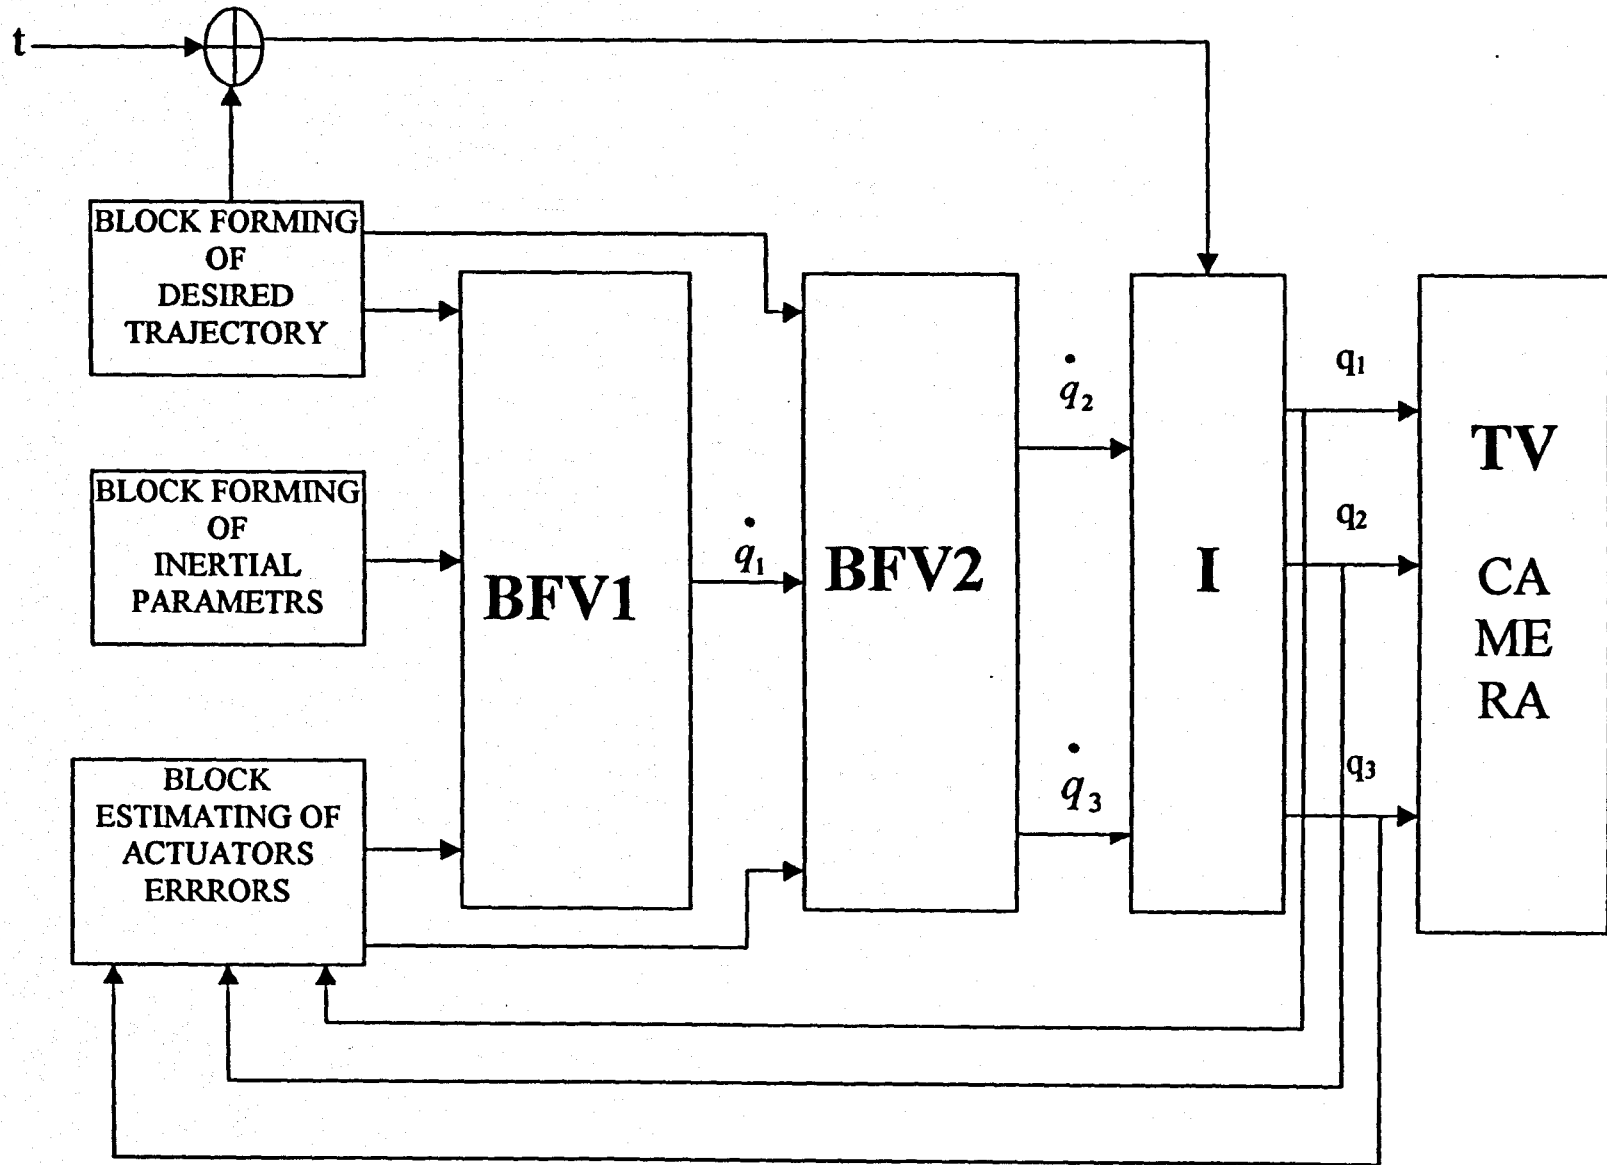 t
BLOCK FORMING
OF
DESIRED
TRAJECTORY
BLOCK FORMING
OF
INERTIAL
PARAMETRS
BLOCK
ESTIMATING OF
ACTUATORS
ERRRORS
BFV1
q̇₁
BFV2
q̇₂
q̇₃
I
q₁
q₂
q₃
TV
CA
ME
RA